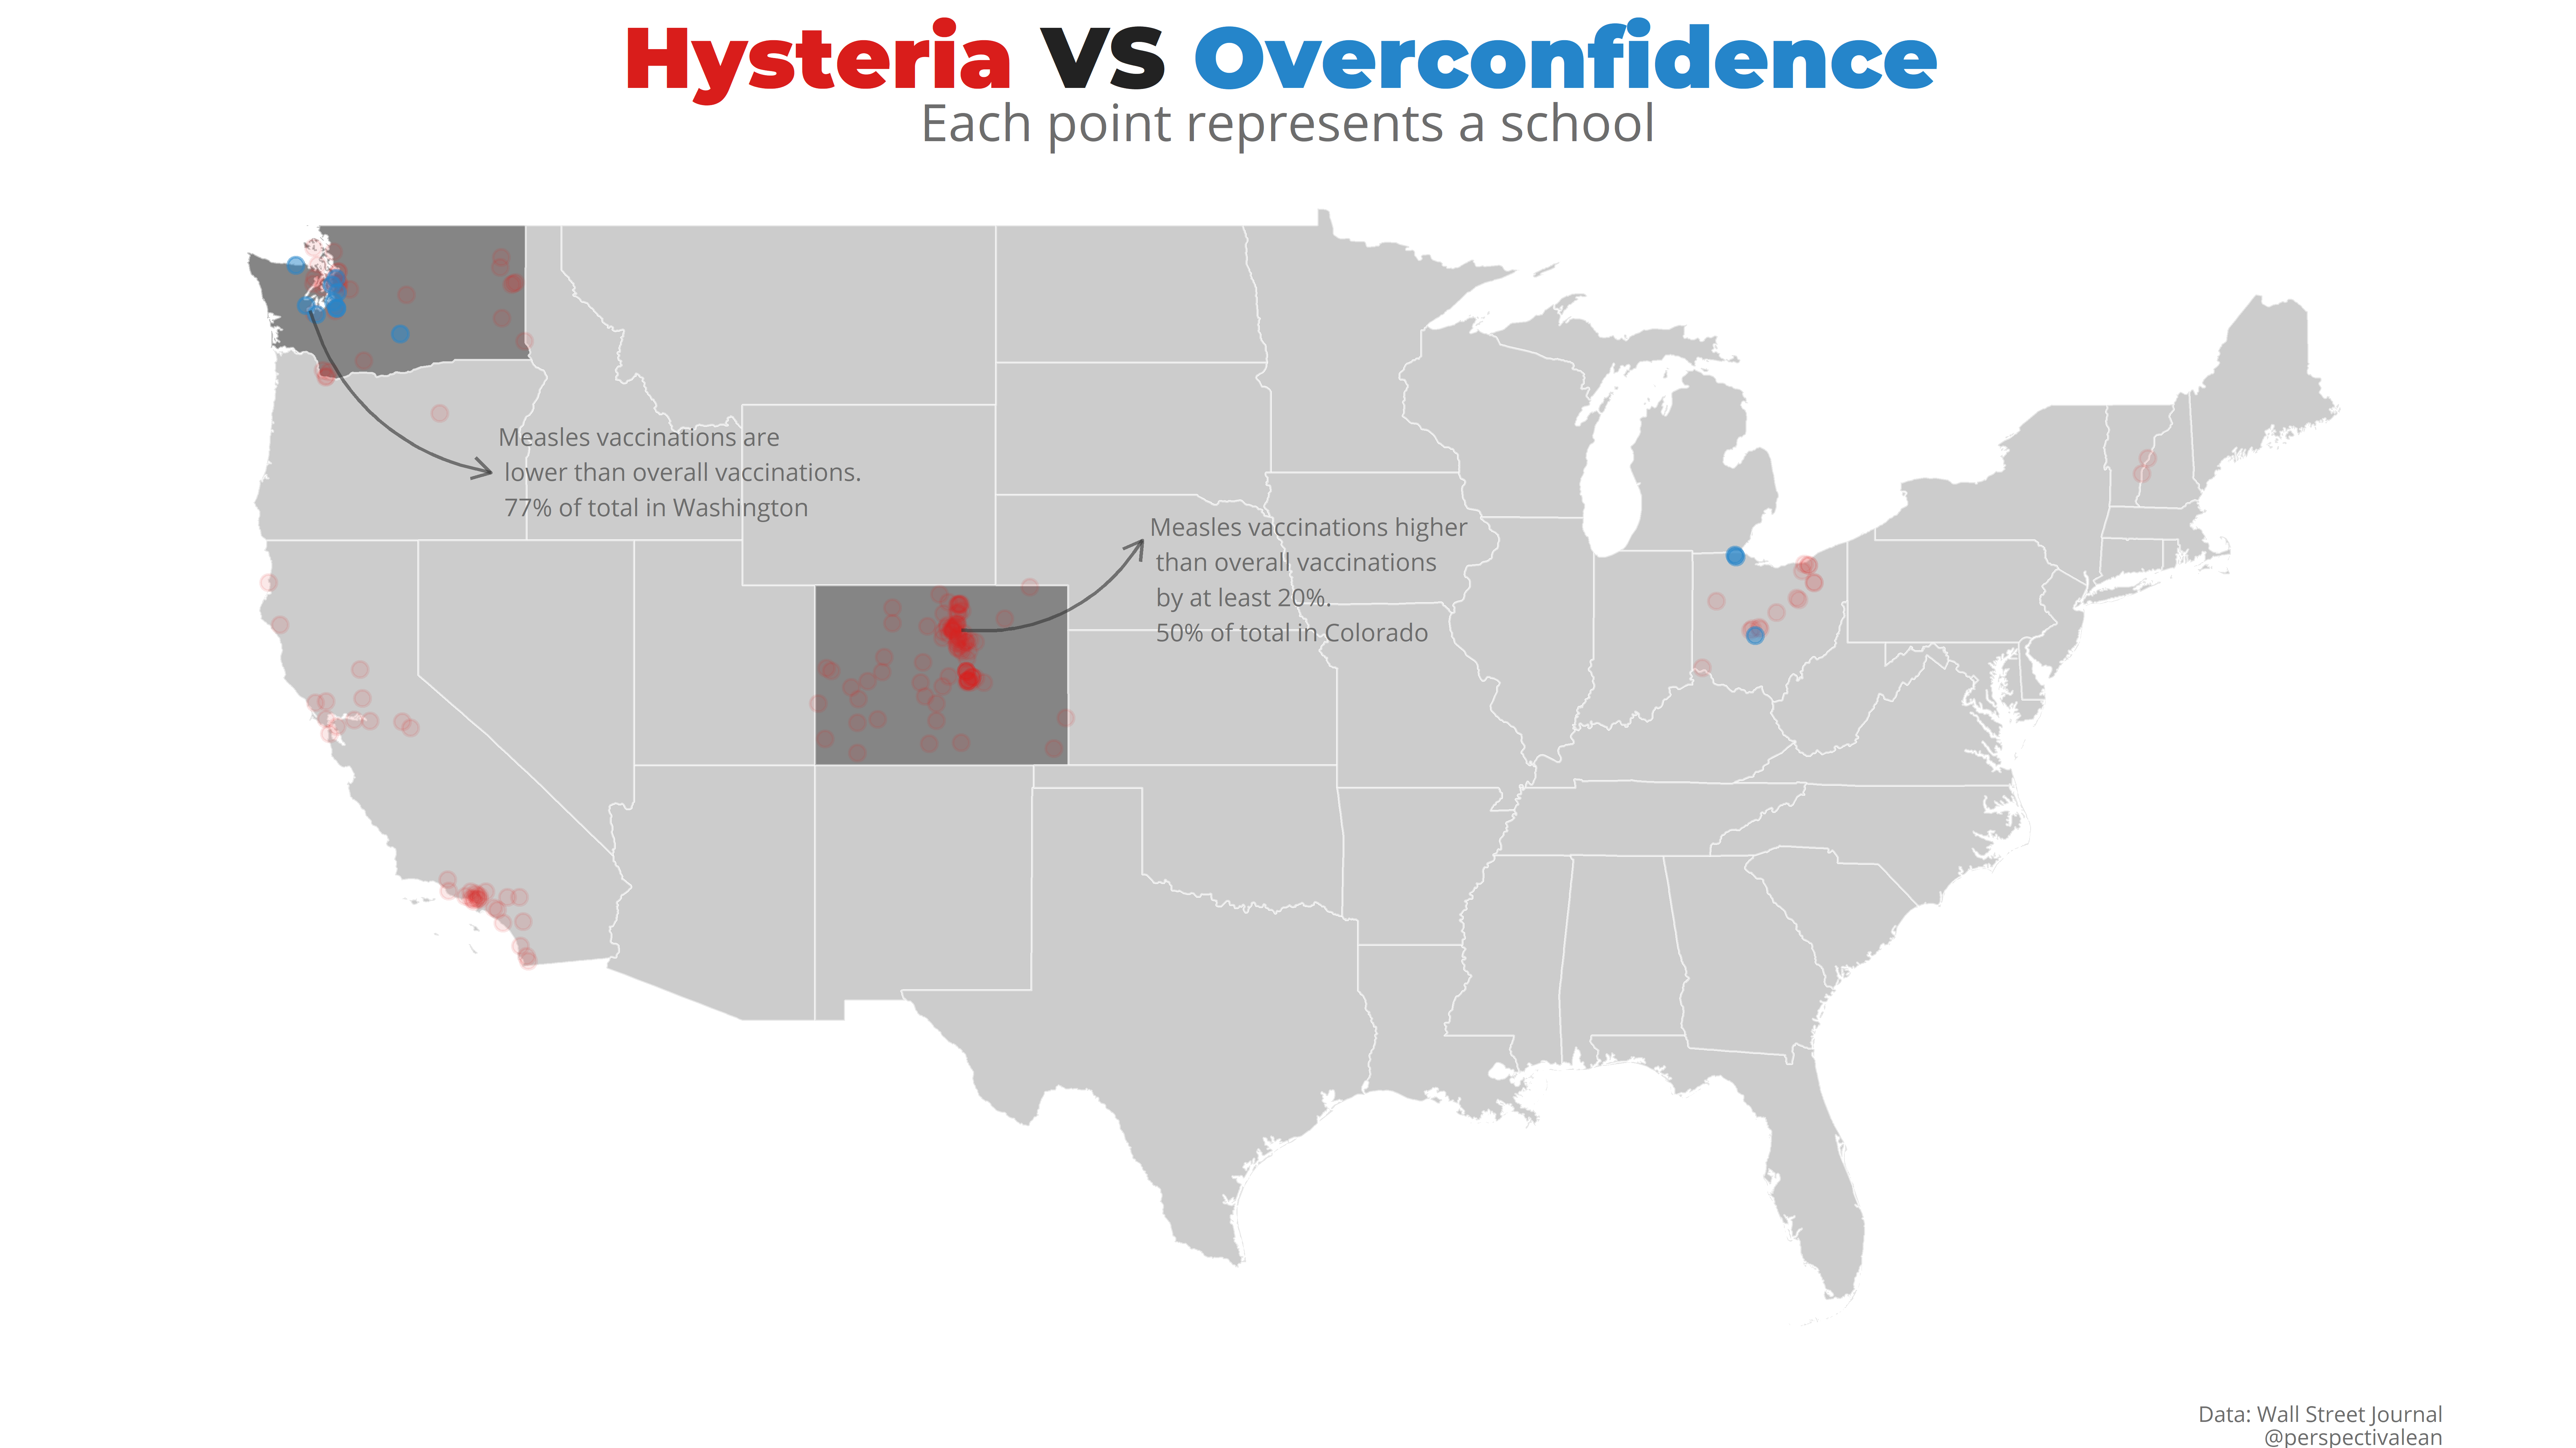 Hysteria VS Overconfidence
Each point represents a school
Measles vaccinations are
lower than overall vaccinations.
77% of total in Washington
Measles vaccinations higher
than overall vaccinations
by at least 20%.
50% of total in Colorado
Data: Wall Street Journal
@perspectivalean